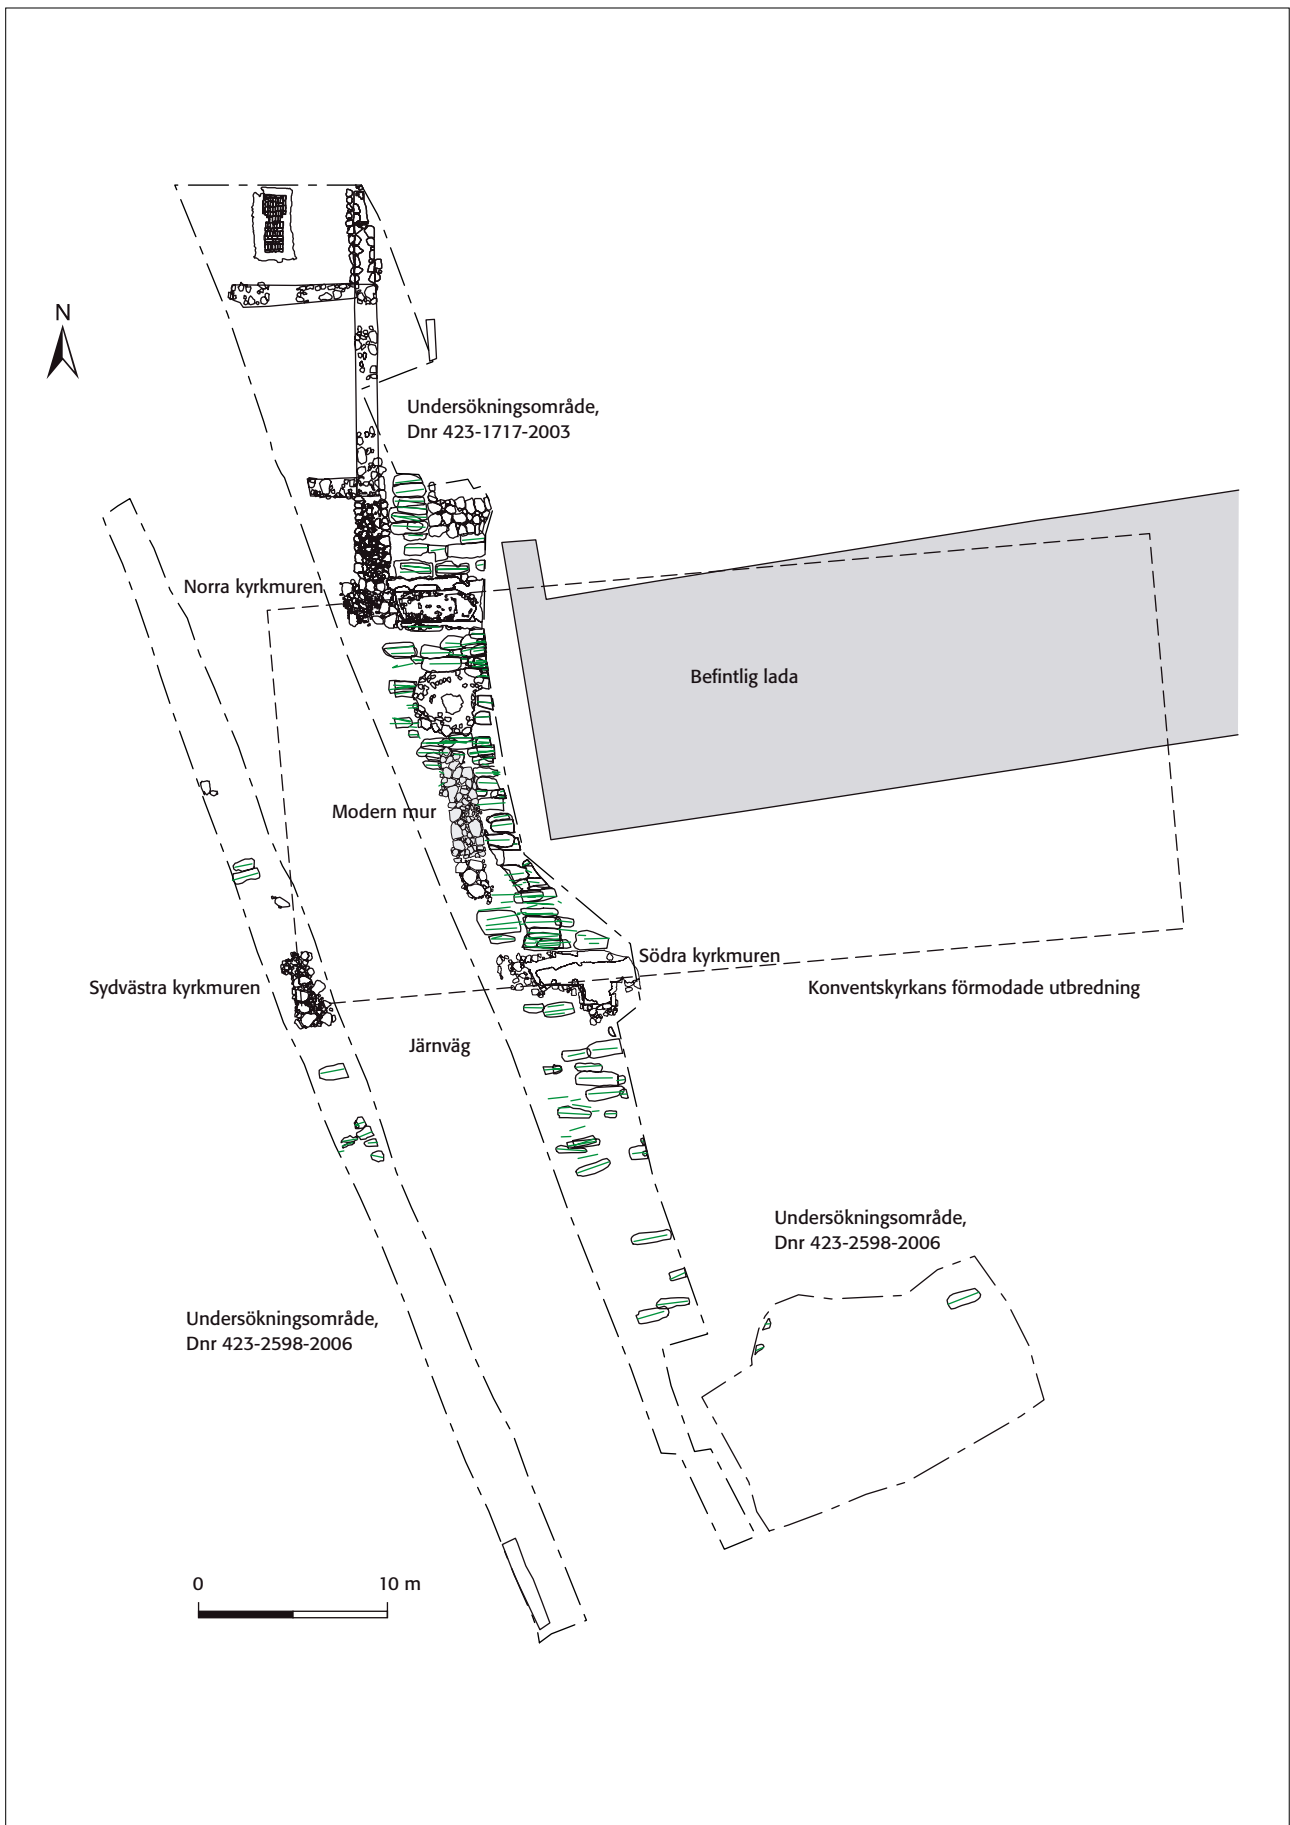 N
Undersökningsområde,
Dnr 423-1717-2003
Norra kyrkmuren
Befintlig lada
Modern mur
Södra kyrkmuren
Sydvästra kyrkmuren
Konventskyrkans förmodade utbredning
Järnväg
Undersökningsområde,
Dnr 423-2598-2006
Undersökningsområde,
Dnr 423-2598-2006
0 10 m